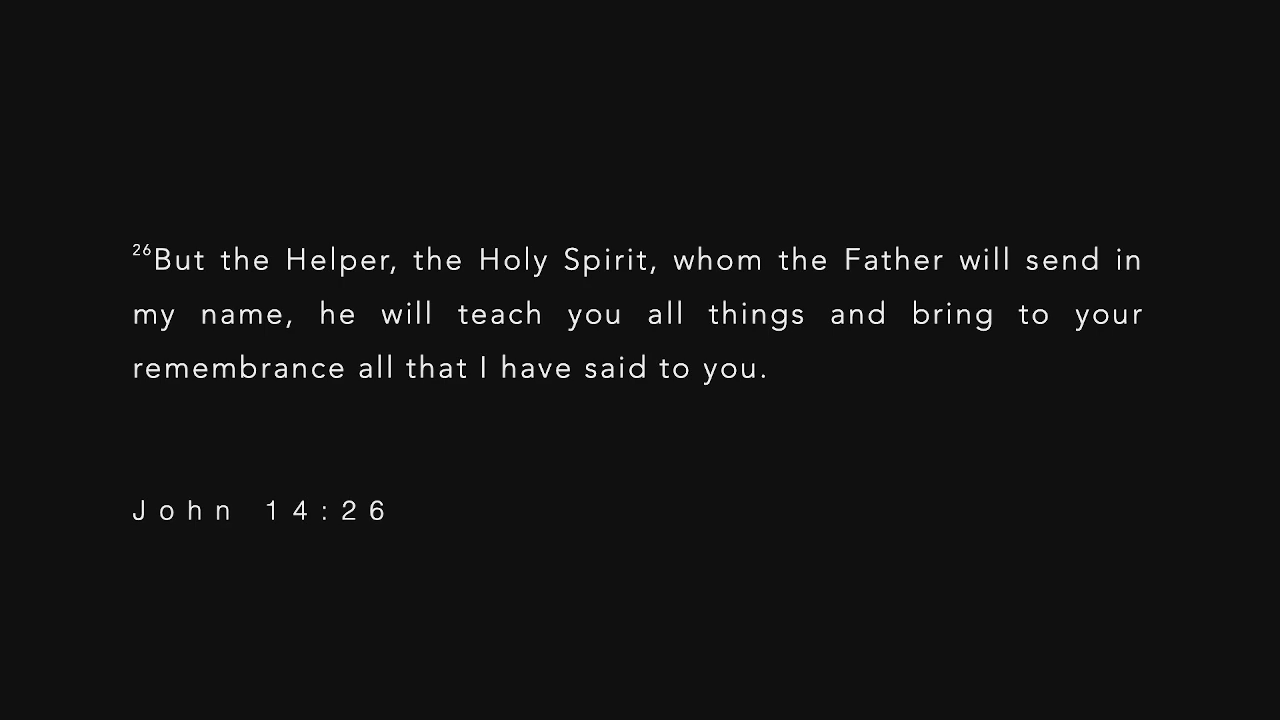 26But the Helper, the Holy Spirit, whom the Father will send in
my name, he will teach you all things and bring to your
remembrance all that I have said to you.
John 14:26